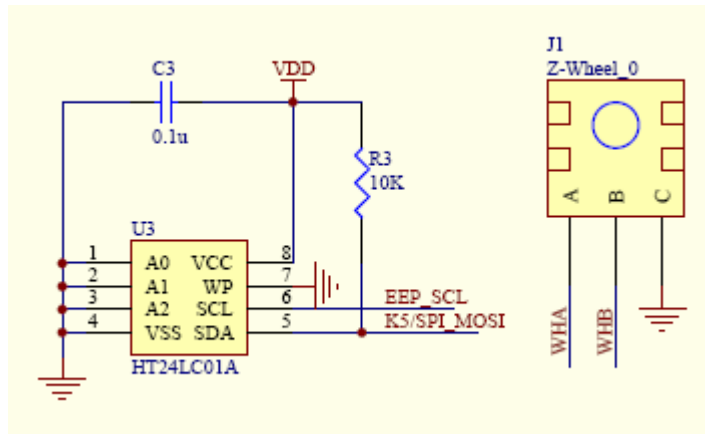 C3
VDD
0.1u
R3
10K
U3
1 A0 VCC 8
2 A1 WP 7
3 A2 SCL 6 EEP_SCL
4 VSS SDA 5 K5/SPI_MOSI
HT24LC01A
J1
Z-Wheel_0
A B C
WHA WHB